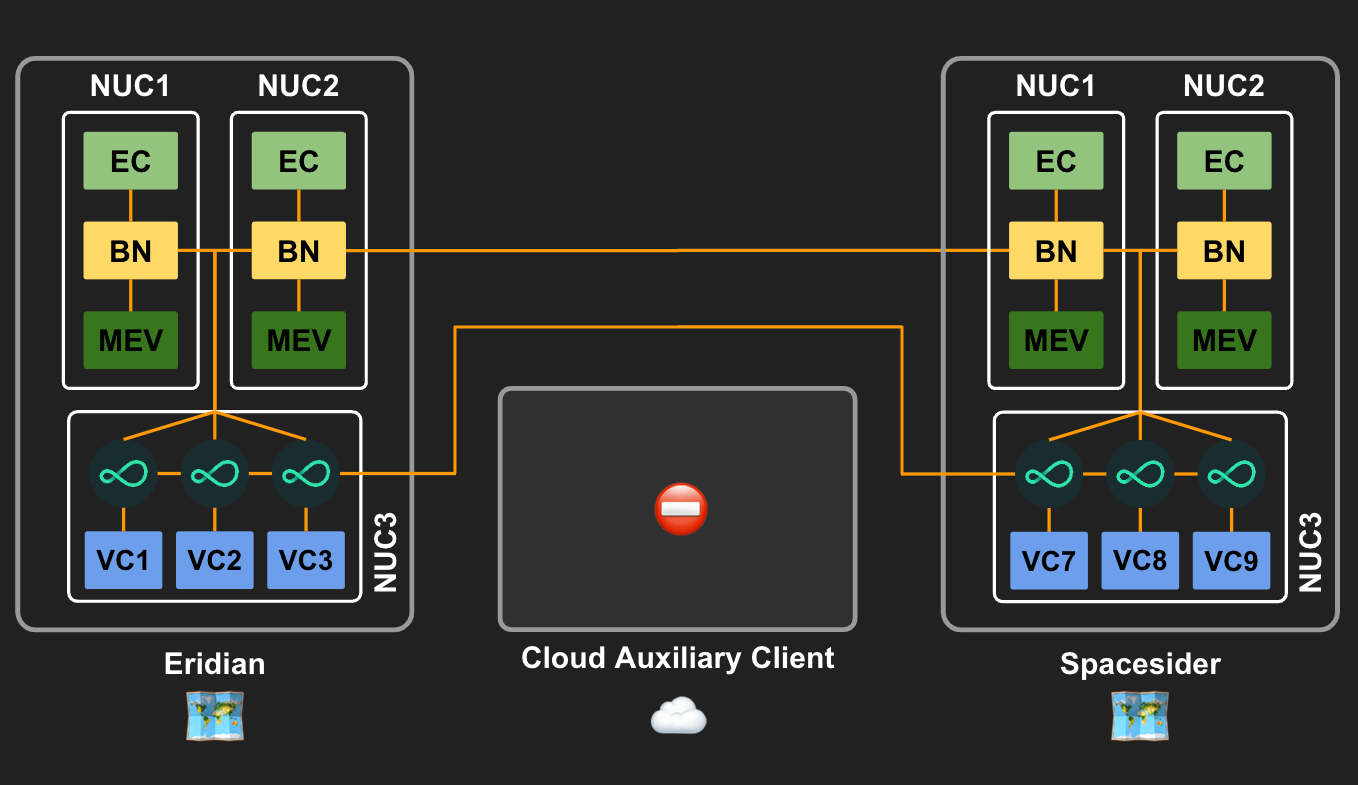 NUC1
NUC2
EC
EC
BN
BN
MEV
MEV
VC1
VC2
VC3
NUC3
Eridian
Cloud Auxiliary Client
NUC1
NUC2
EC
EC
BN
BN
MEV
MEV
VC7
VC8
VC9
NUC3
Spacesider